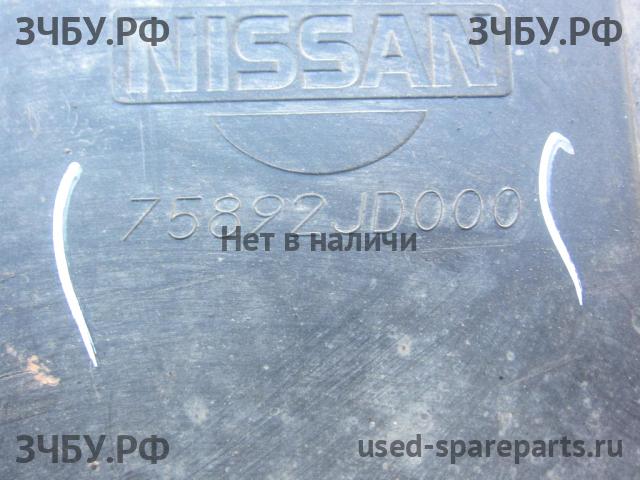 ЗЧБУ.РФ ЗЧБУ.РФ
NISSAN
75892JD000
Нет в наличи
ЗЧБУ.РФ used-spareparts.ru